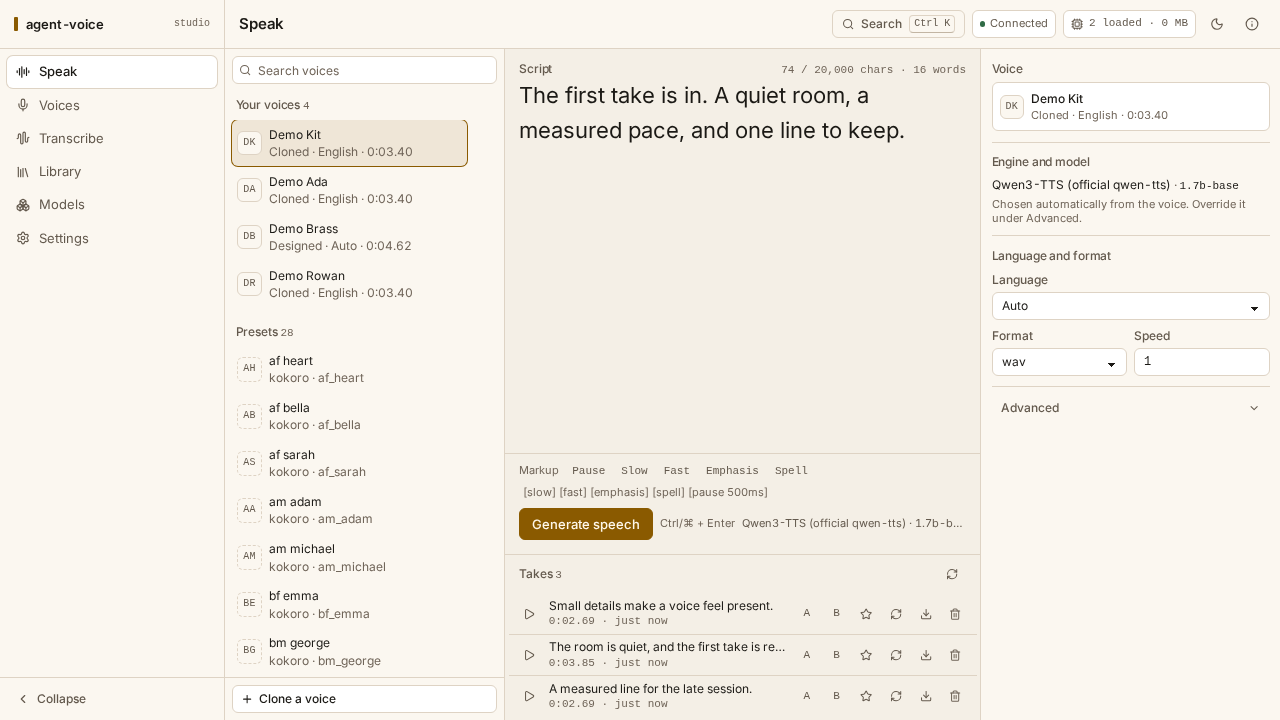 agent-voice studio
Speak
Search Ctrl K
Connected
2 loaded · 0 MB
Speak
Voices
Transcribe
Library
Models
Settings
Collapse
Search voices
Your voices 4
DK Demo Kit
Cloned · English · 0:03.40
DA Demo Ada
Cloned · English · 0:03.40
DB Demo Brass
Designed · Auto · 0:04.62
DR Demo Rowan
Cloned · English · 0:03.40
Presets 28
AH af heart
kokoro · af_heart
AB af bella
kokoro · af_bella
AS af sarah
kokoro · af_sarah
AA am adam
kokoro · am_adam
AM am michael
kokoro · am_michael
BE bf emma
kokoro · bf_emma
BG bm george
kokoro · bm_george
+ Clone a voice
Script 74 / 20,000 chars · 16 words
The first take is in. A quiet room, a
measured pace, and one line to keep.
Markup Pause Slow Fast Emphasis Spell
[slow] [fast] [emphasis] [spell] [pause 500ms]
Generate speech Ctrl/⌘ + Enter Qwen3-TTS (official qwen-tts) · 1.7b-b...
Takes 3
Small details make a voice feel present.
0:02.69 · just now
A B
The room is quiet, and the first take is re...
0:03.85 · just now
A B
A measured line for the late session.
0:02.69 · just now
A B
Voice
DK Demo Kit
Cloned · English · 0:03.40
Engine and model
Qwen3-TTS (official qwen-tts) · 1.7b-base
Chosen automatically from the voice. Override it
under Advanced.
Language and format
Language
Auto
Format Speed
wav 1
Advanced